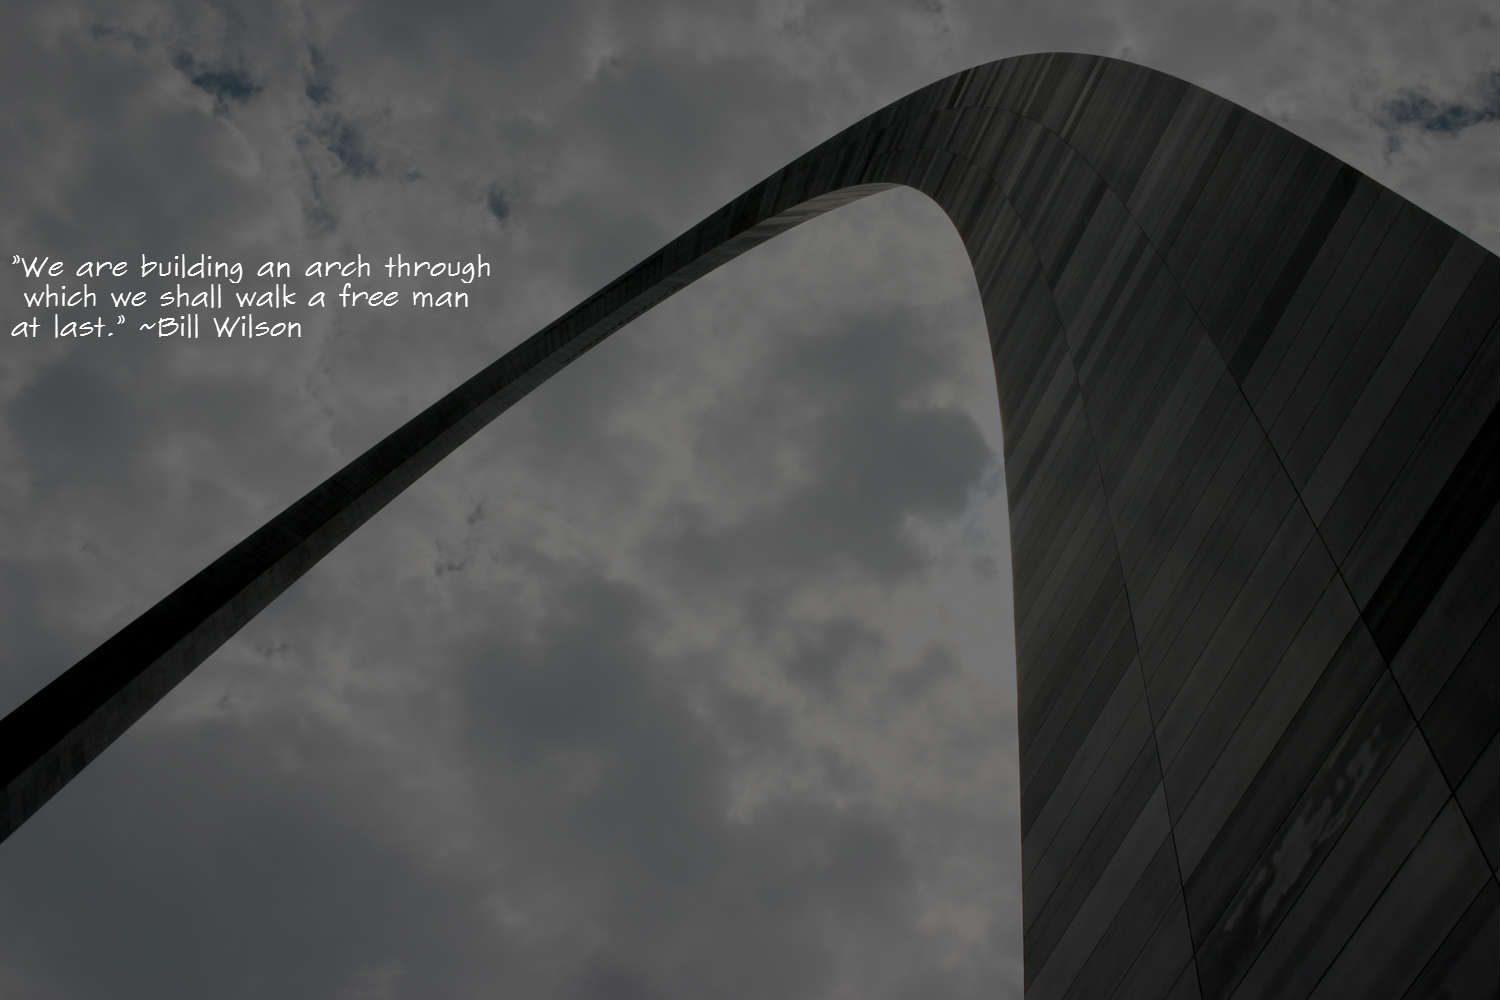 "We are building an arch through
which we shall walk a free man
at last." ~Bill Wilson